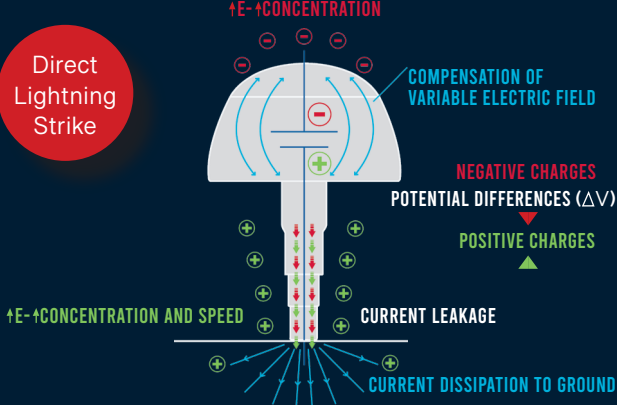 ↑E-↑CONCENTRATION
Direct
Lightning
Strike
COMPENSATION OF
VARIABLE ELECTRIC FIELD
NEGATIVE CHARGES
POTENTIAL DIFFERENCES (△V)
POSITIVE CHARGES
↑E-↑CONCENTRATION AND SPEED
CURRENT LEAKAGE
CURRENT DISSIPATION TO GROUND